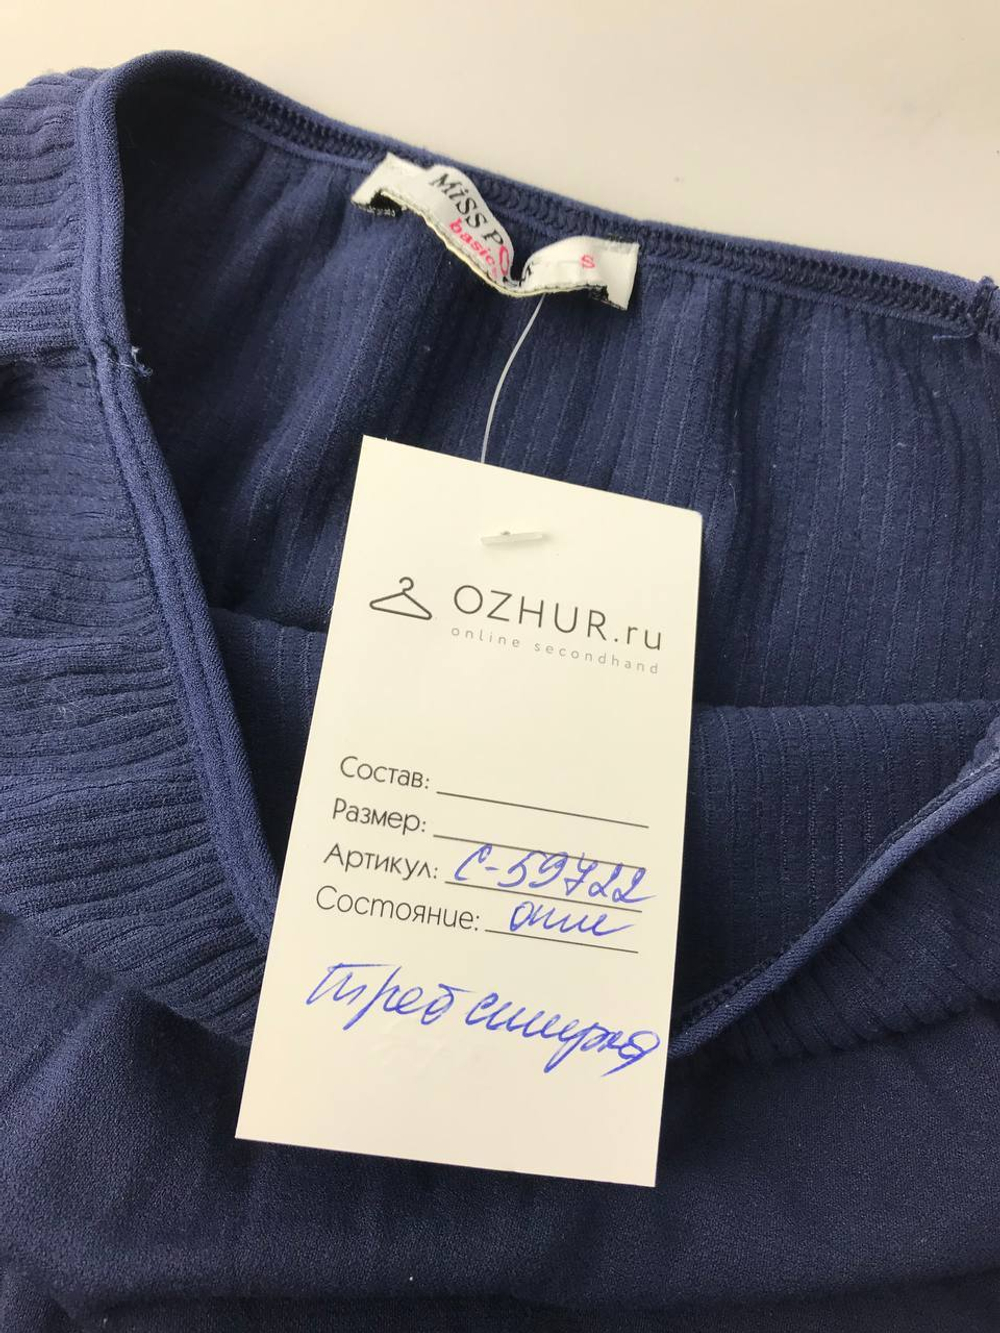 MiSS P
basic
S
OZHUR.ru
online secondhand
Состав:
Размер:
Артикул: С-59722
Состояние: отл
треб стирка